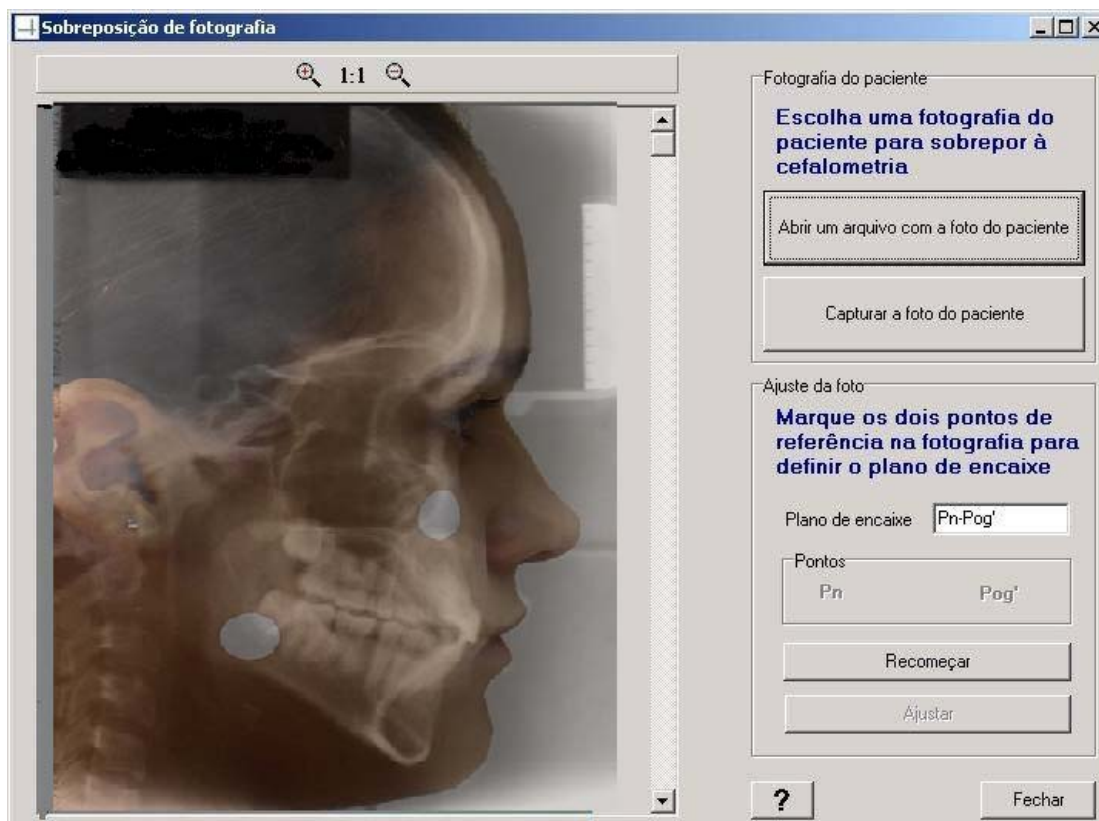 Sobreposição de fotografia
1:1
Fotografia do paciente
Escolha uma fotografia do
paciente para sobrepor à
cefalometria
Abrir um arquivo com a foto do paciente
Capturar a foto do paciente
Ajuste da foto
Marque os dois pontos de
referência na fotografia para
definir o plano de encaixe
Plano de encaixe Pn-Pog'
Pontos
Pn Pog'
Recomeçar
Ajustar
? Fechar